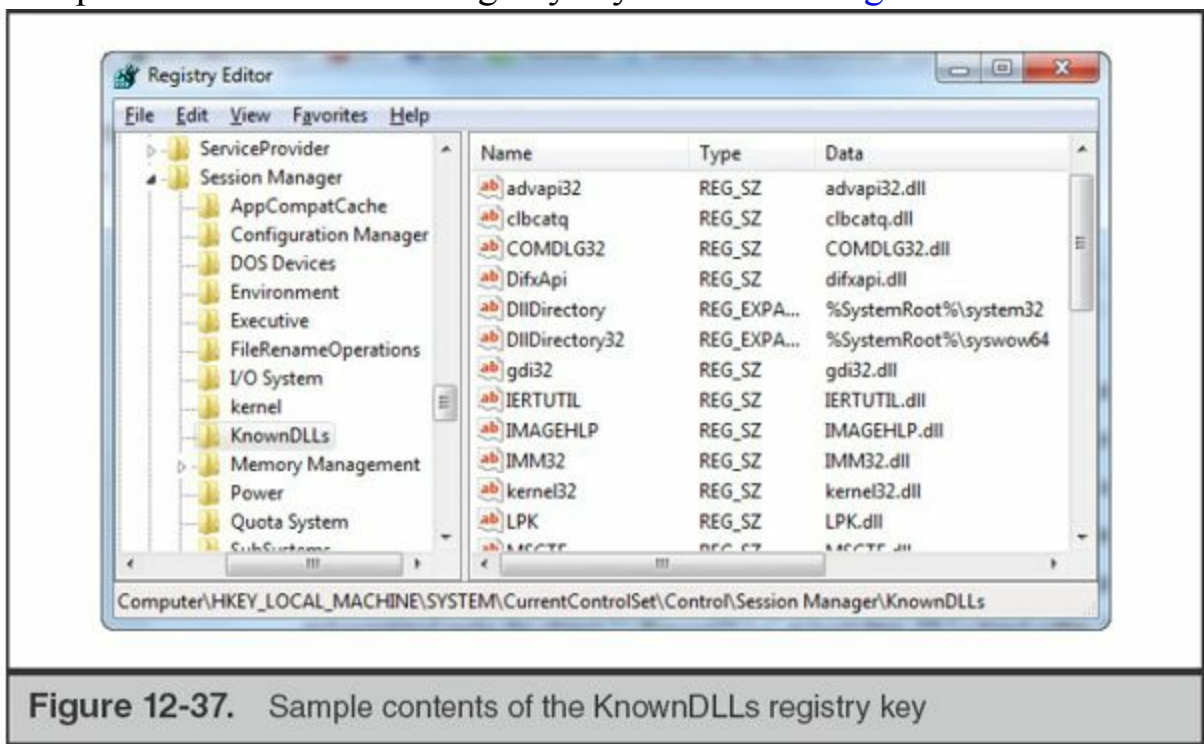 Registry Editor
File Edit View Favorites Help
ServiceProvider
Session Manager
AppCompatCache
Configuration Manager
DOS Devices
Environment
Executive
FileRenameOperations
I/O System
kernel
KnownDLLs
Memory Management
Power
Quota System
SubSystems
Name Type Data
advapi32 REG_SZ advapi32.dll
clbcatq REG_SZ clbcatq.dll
COMDLG32 REG_SZ COMDLG32.dll
DifxApi REG_SZ difxapi.dll
DllDirectory REG_EXPA... %SystemRoot%\system32
DllDirectory32 REG_EXPA... %SystemRoot%\syswow64
gdi32 REG_SZ gdi32.dll
IERTUTIL REG_SZ IERTUTIL.dll
IMAGEHLP REG_SZ IMAGEHLP.dll
IMM32 REG_SZ IMM32.dll
kernel32 REG_SZ kernel32.dll
LPK REG_SZ LPK.dll
MSCTF REG_SZ MSCTF.dll
Computer\HKEY_LOCAL_MACHINE\SYSTEM\CurrentControlSet\Control\Session Manager\KnownDLLs
Figure 12-37. Sample contents of the KnownDLLs registry key